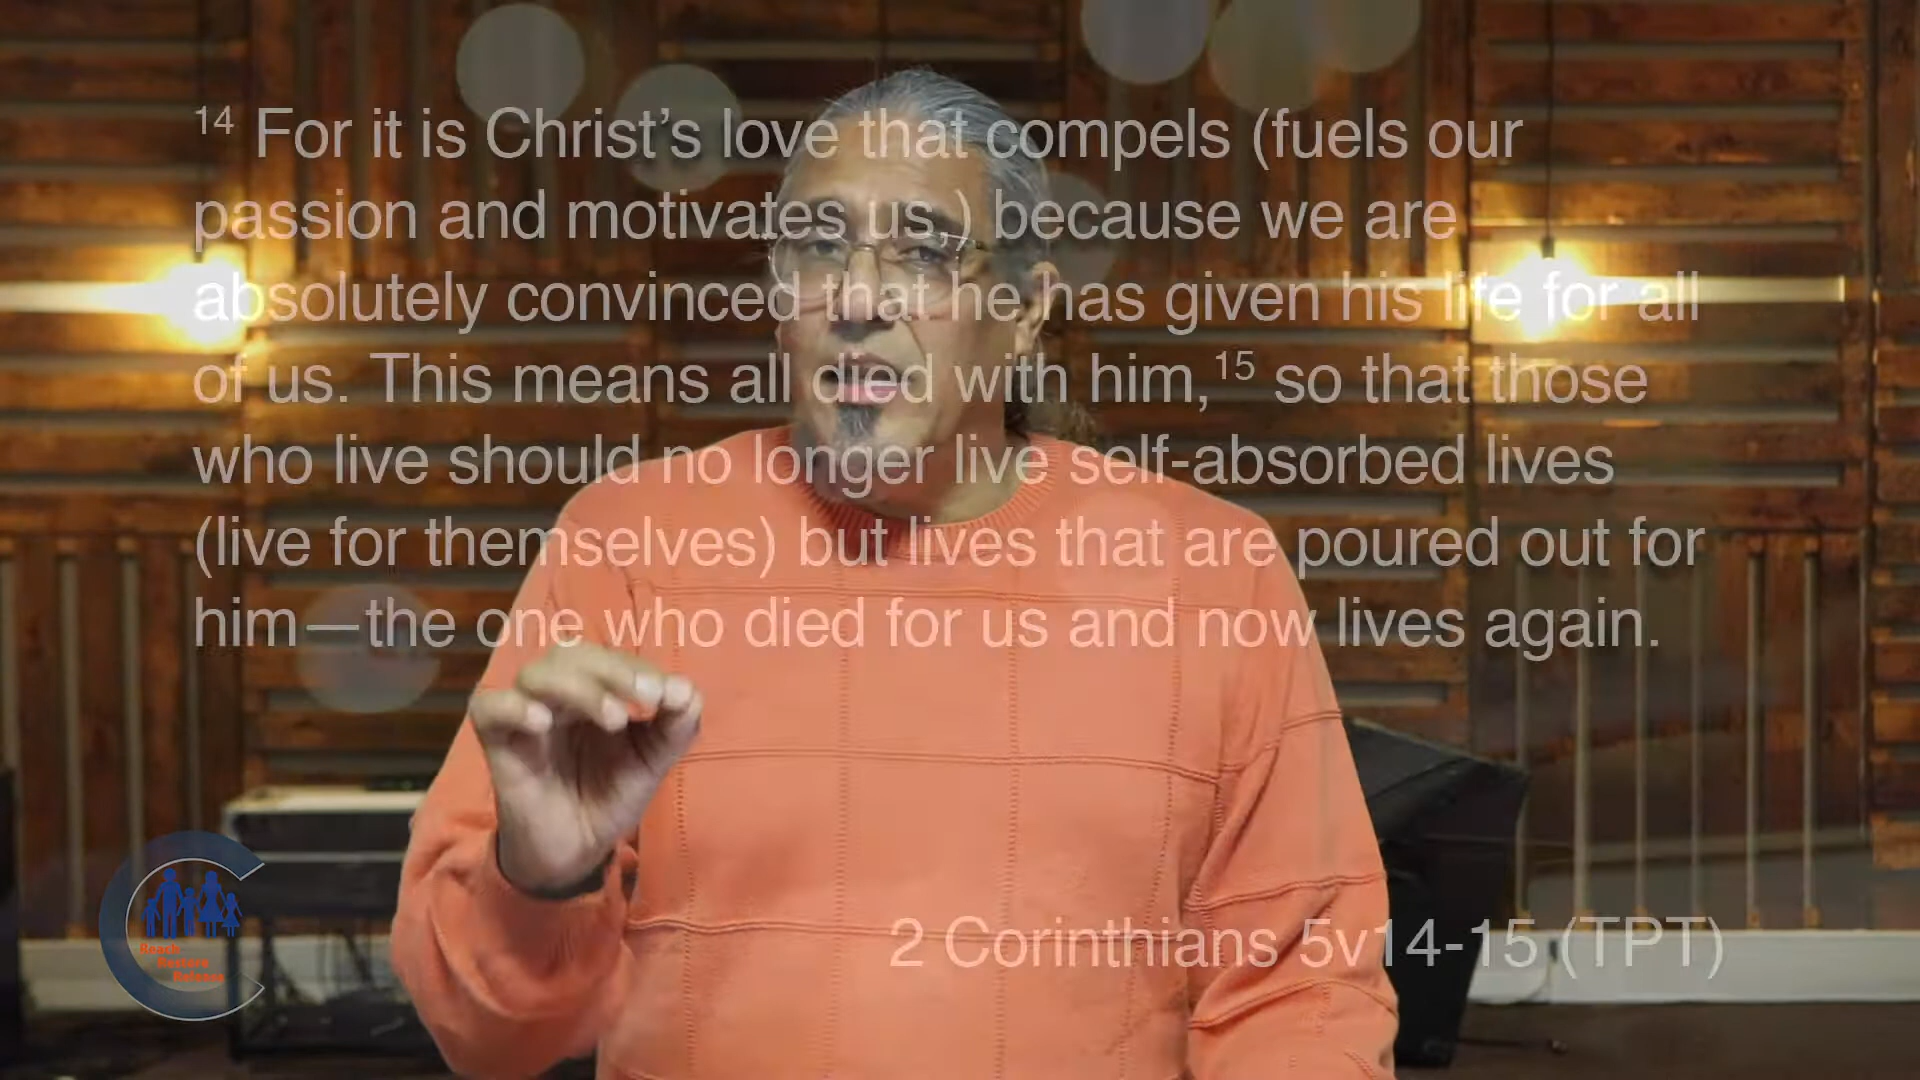 14 For it is Christ’s love that compels (fuels our
passion and motivates us,) because we are
absolutely convinced that he has given his life for all
of us. This means all died with him,15 so that those
who live should no longer live self-absorbed lives
(live for themselves) but lives that are poured out for
him—the one who died for us and now lives again.
2 Corinthians 5v14-15 (TPT)
Reach
Restore
Release